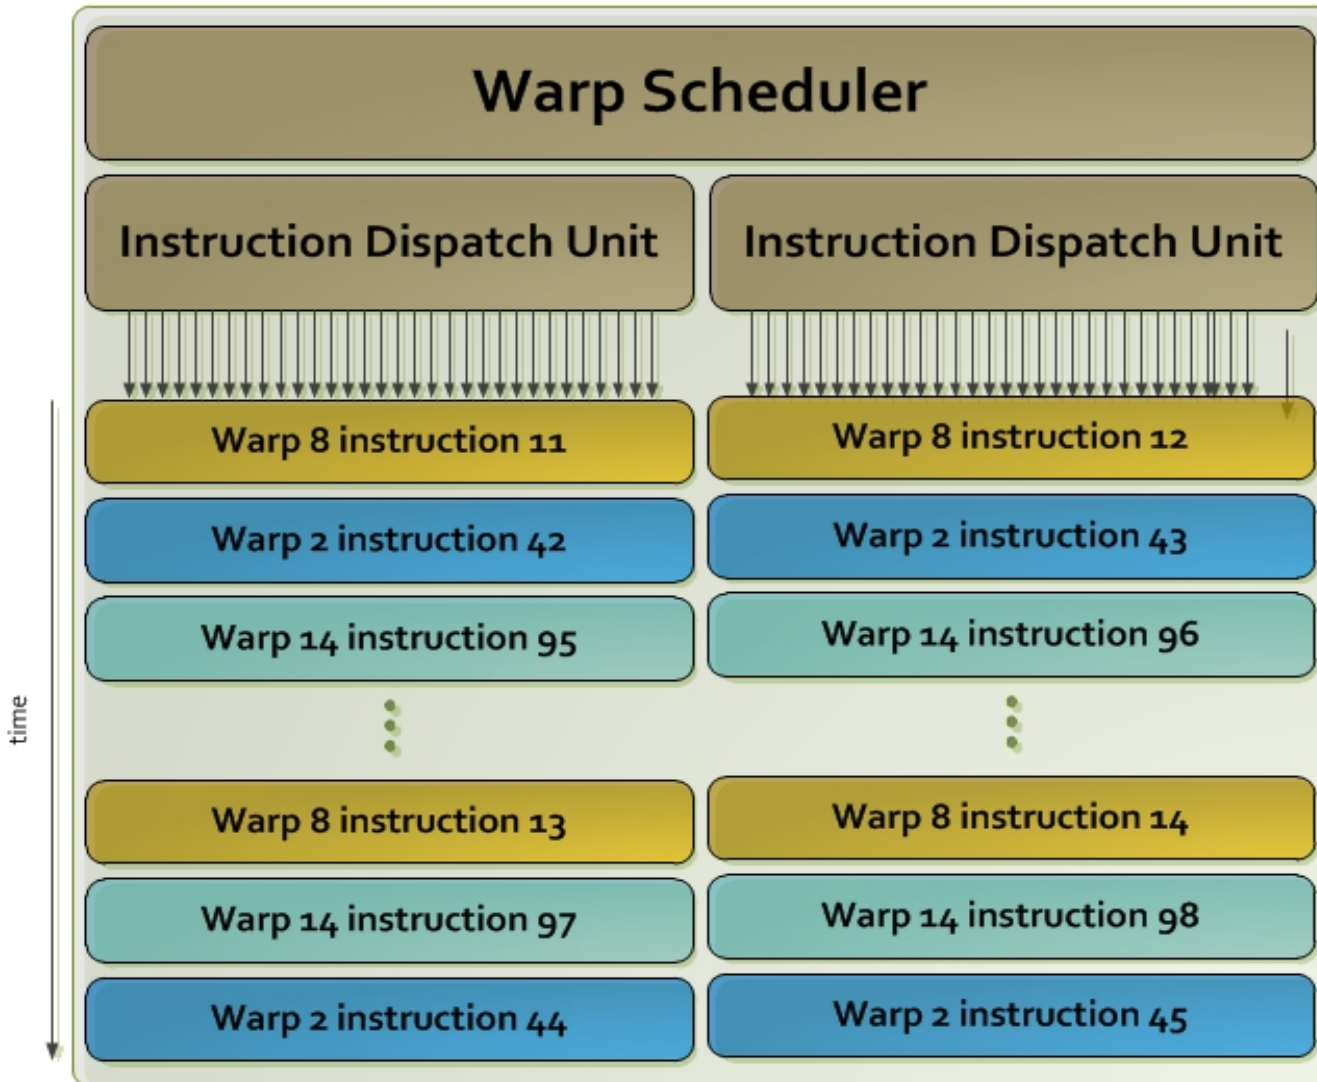 Warp Scheduler
Instruction Dispatch Unit
Instruction Dispatch Unit
Warp 8 instruction 11
Warp 8 instruction 12
Warp 2 instruction 42
Warp 2 instruction 43
Warp 14 instruction 95
Warp 14 instruction 96
time
Warp 8 instruction 13
Warp 8 instruction 14
Warp 14 instruction 97
Warp 14 instruction 98
Warp 2 instruction 44
Warp 2 instruction 45